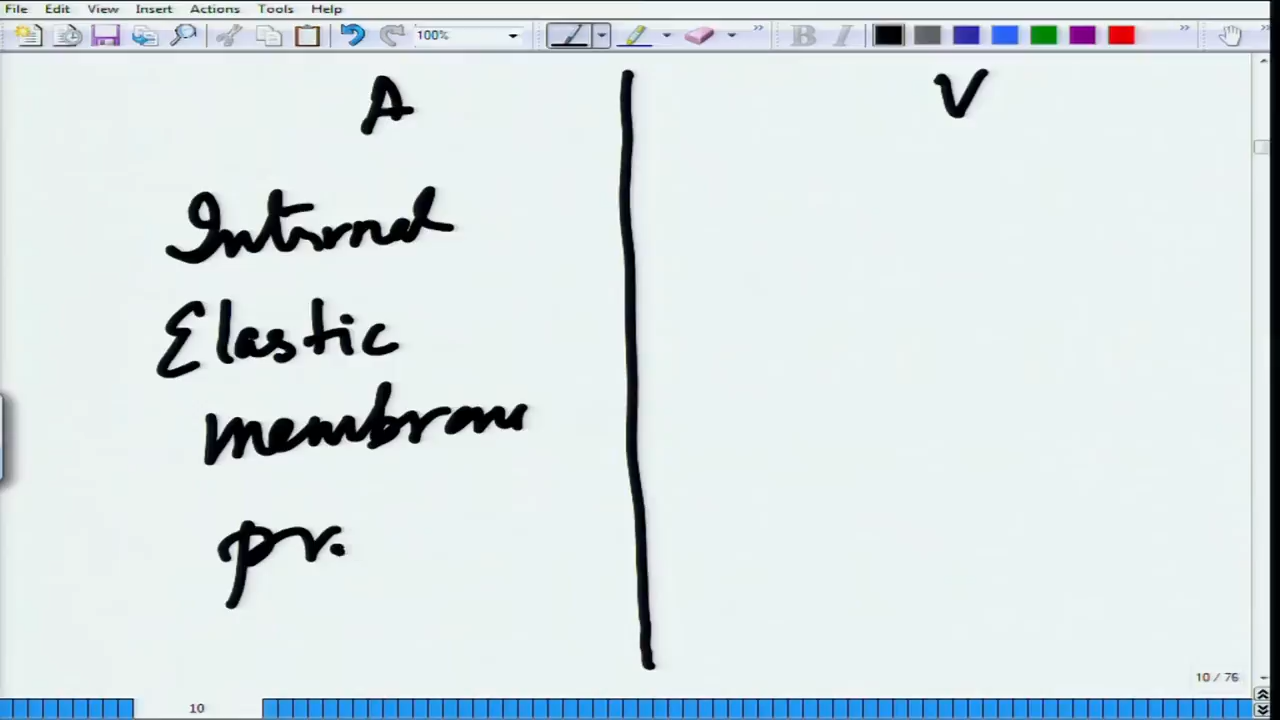 File Edit View Insert Actions Tools Help
100%
B I
A V
Internal
Elastic
membrane
pr.
10 / 76
10